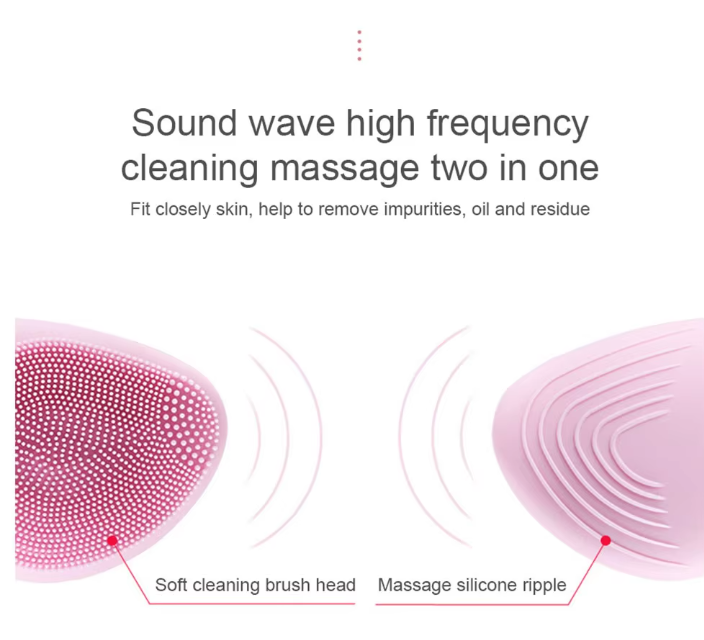 Sound wave high frequency
cleaning massage two in one
Fit closely skin, help to remove impurities, oil and residue
Soft cleaning brush head
Massage silicone ripple